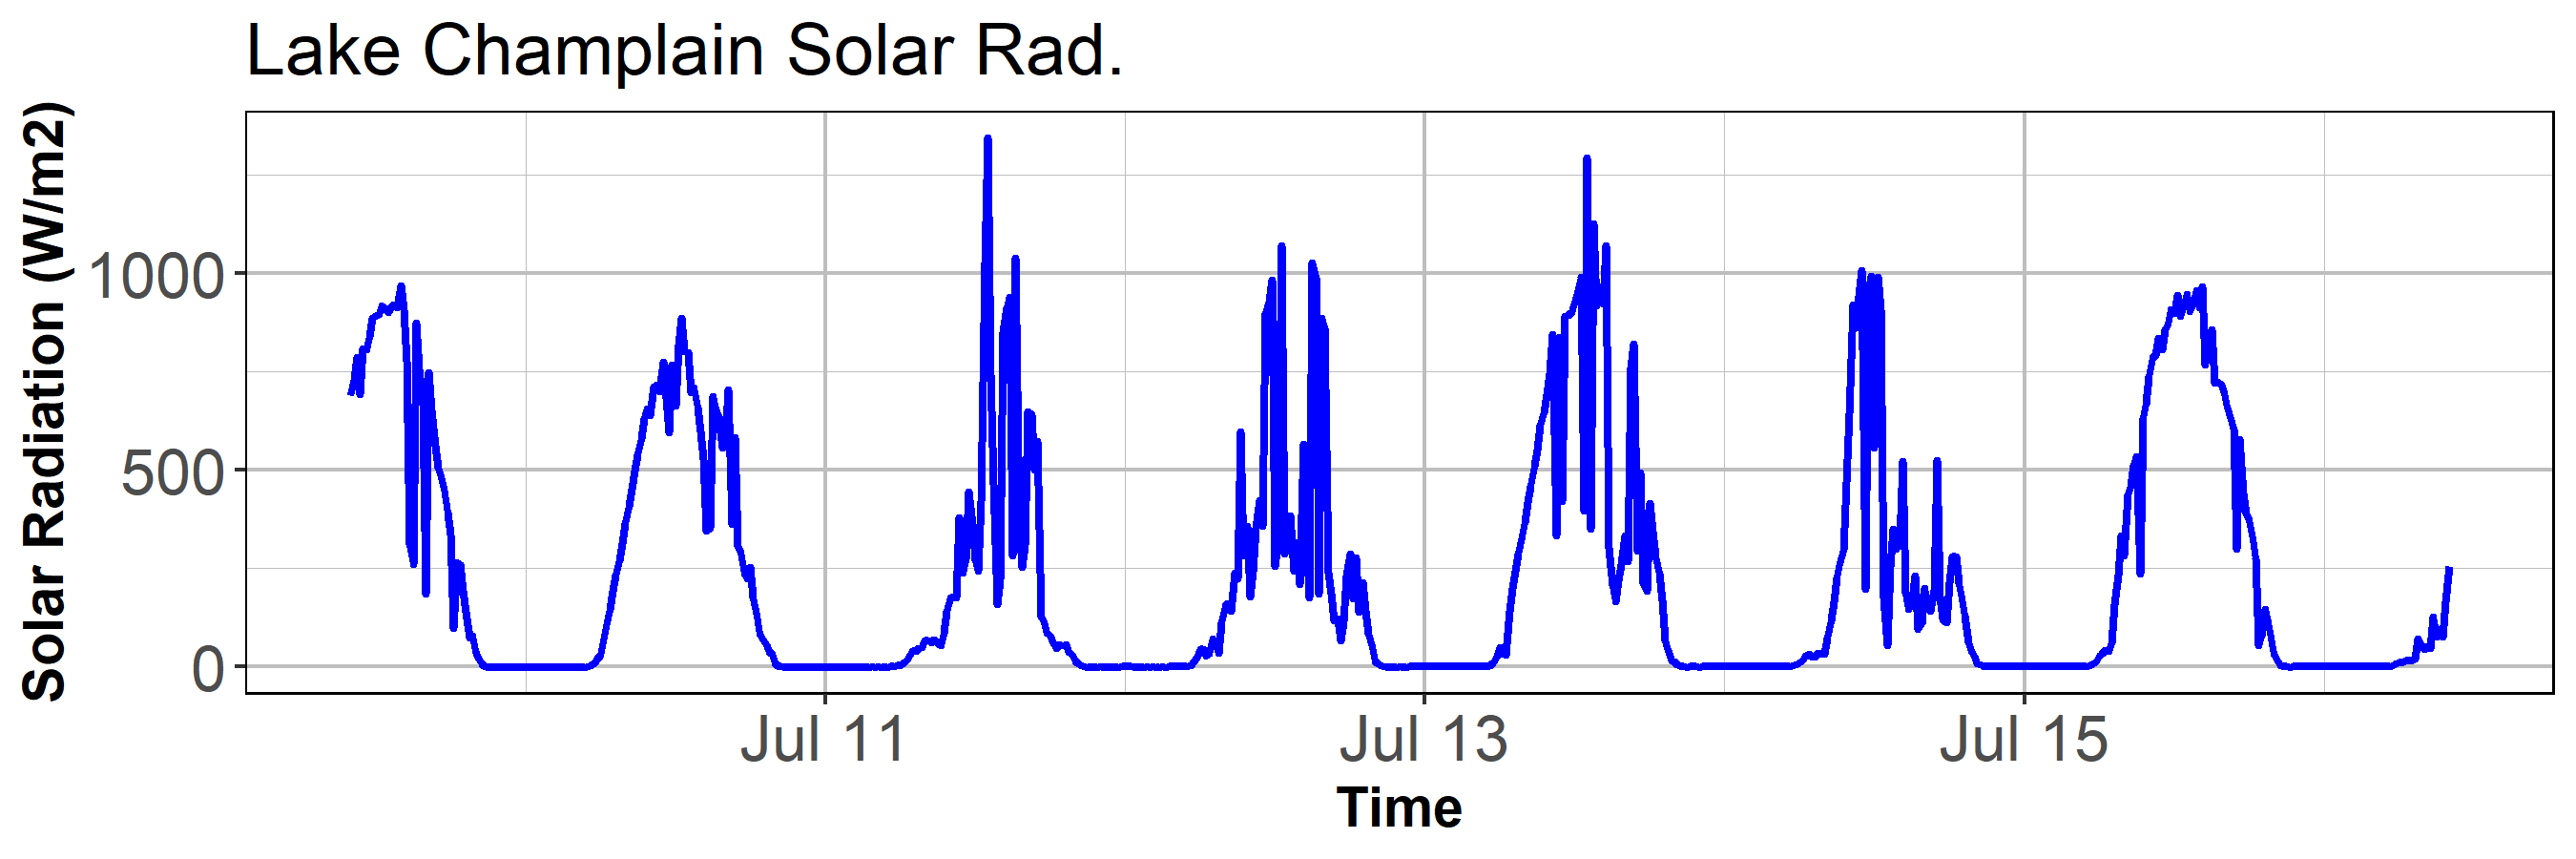 Lake Champlain Solar Rad.
Solar Radiation (W/m2)
1000
500
0
Jul 11
Jul 13
Jul 15
Time